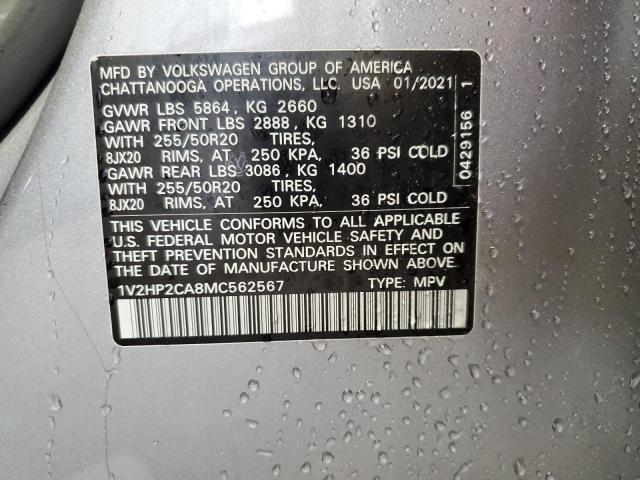 MFD BY VOLKSWAGEN GROUP OF AMERICA
CHATTANOOGA OPERATIONS, LLC. USA 01/2021
GVWR LBS 5864, KG 2660
GAWR FRONT LBS 2888, KG 1310
WITH 255/50R20 TIRES,
8JX20 RIMS, AT 250 KPA, 36 PSI COLD
GAWR REAR LBS 3086, KG 1400
WITH 255/50R20 TIRES,
8JX20 RIMS, AT 250 KPA, 36 PSI COLD
THIS VEHICLE CONFORMS TO ALL APPLICABLE
U.S. FEDERAL MOTOR VEHICLE SAFETY AND
THEFT PREVENTION STANDARDS IN EFFECT ON
THE DATE OF MANUFACTURE SHOWN ABOVE.
1V2HP2CA8MC562567 TYPE: MPV
0429156 1